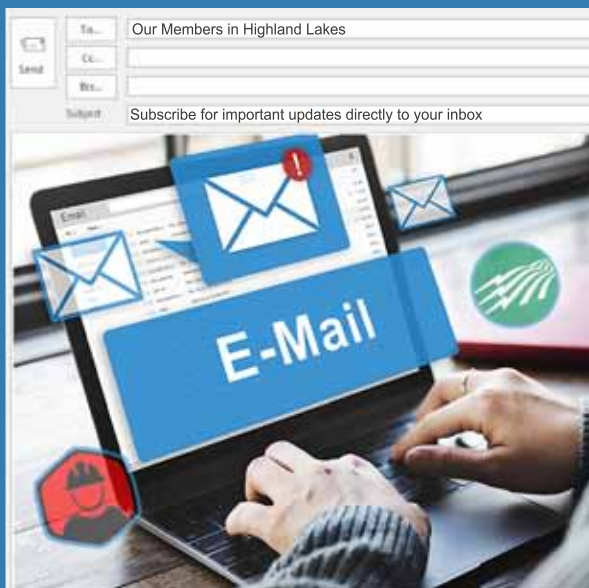 To...
Our Members in Highland Lakes
Send
Cc...
Bcc...
Subject
Subscribe for important updates directly to your inbox
Email
!
E-Mail